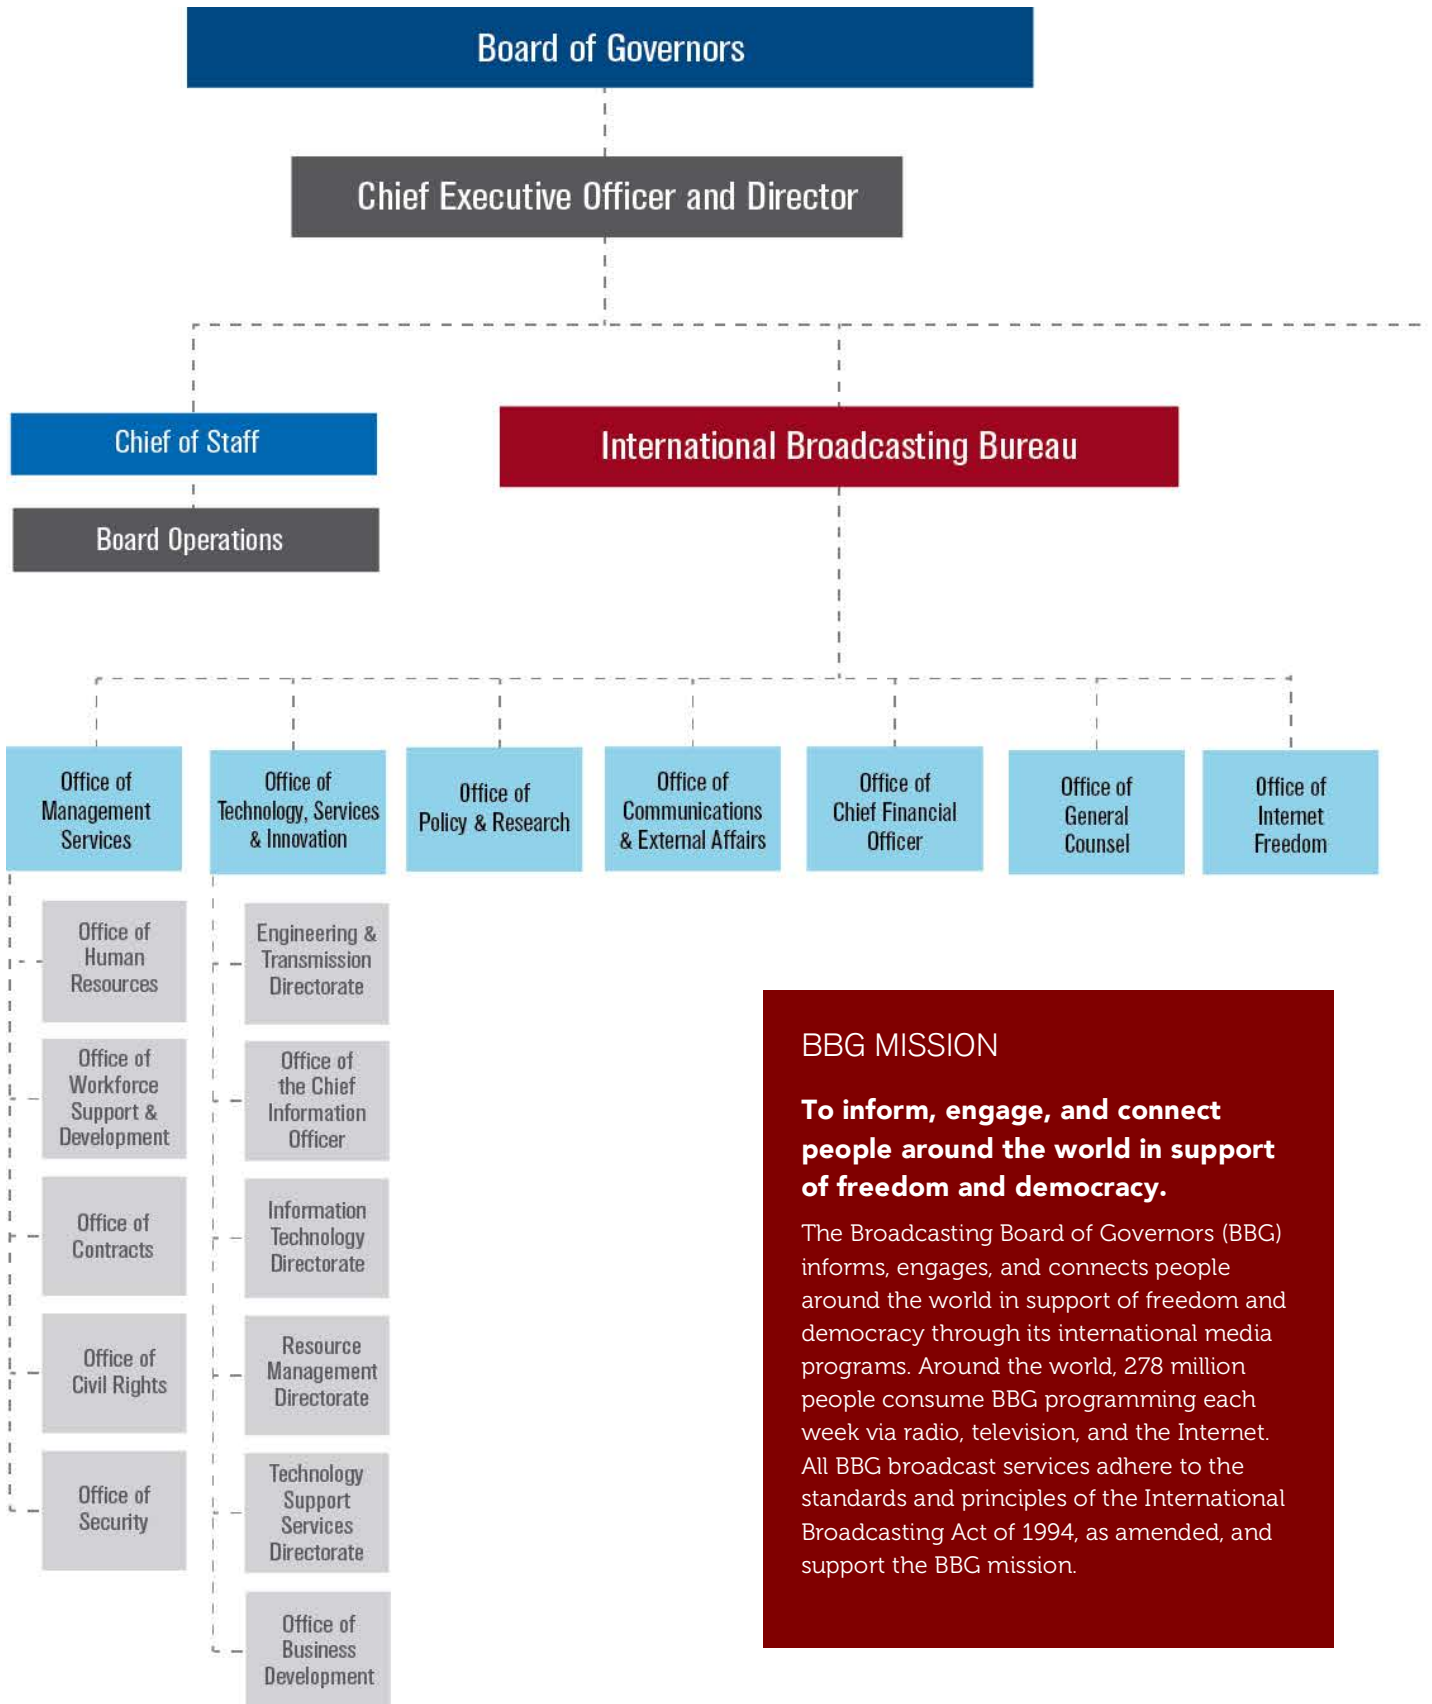 Board of Governors
Chief Executive Officer and Director
Chief of Staff
International Broadcasting Bureau
Board Operations
Office of
Management
Services
Office of
Technology, Services
& Innovation
Office of
Policy & Research
Office of
Communications
& External Affairs
Office of
Chief Financial
Officer
Office of
General
Counsel
Office of
Internet
Freedom
Office of
Human
Resources
Office of
Workforce
Support &
Development
Office of
Contracts
Office of
Civil Rights
Office of
Security
Engineering &
Transmission
Directorate
Office of
the Chief
Information
Officer
Information
Technology
Directorate
Resource
Management
Directorate
Technology
Support
Services
Directorate
Office of
Business
Development
BBG MISSION
To inform, engage, and connect
people around the world in support
of freedom and democracy.
The Broadcasting Board of Governors (BBG)
informs, engages, and connects people
around the world in support of freedom and
democracy through its international media
programs. Around the world, 278 million
people consume BBG programming each
week via radio, television, and the Internet.
All BBG broadcast services adhere to the
standards and principles of the International
Broadcasting Act of 1994, as amended, and
support the BBG mission.